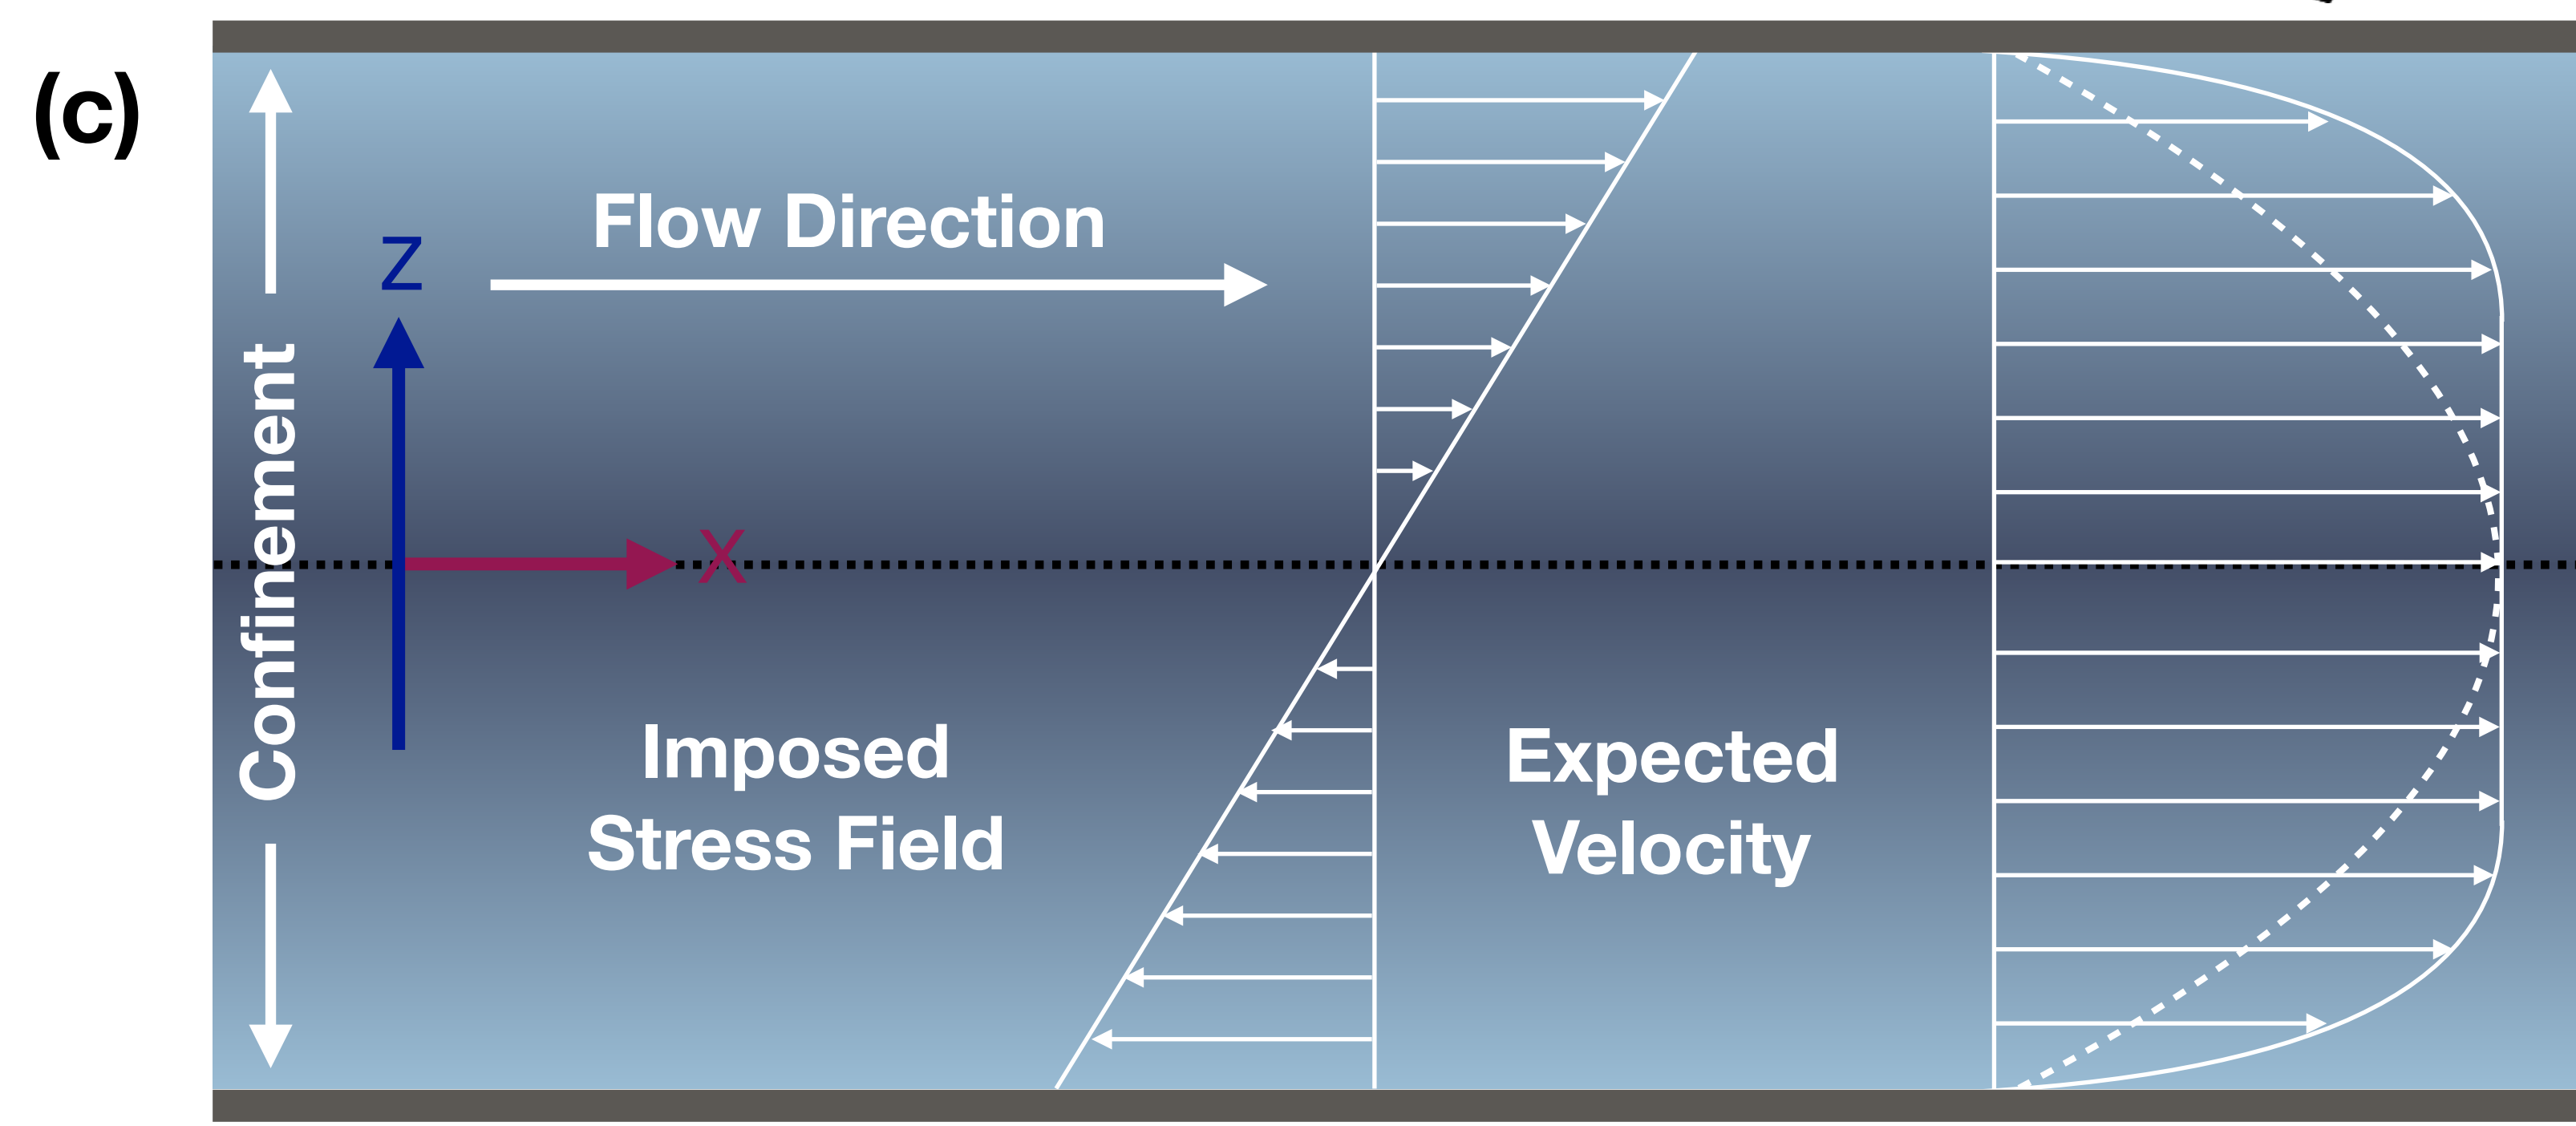 (c)
Confinement
Z
Flow Direction
X
Imposed
Stress Field
Expected
Velocity